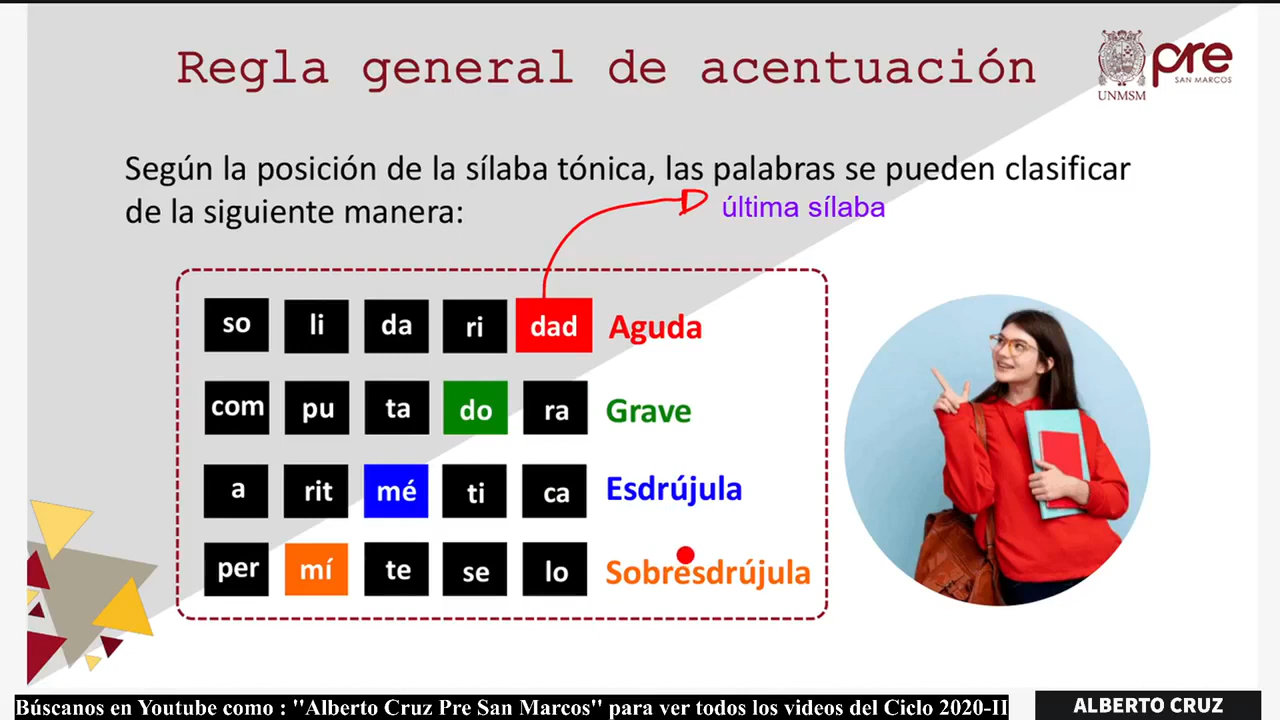 Regla general de acentuación
UNMSM
pre
SAN MARCOS
Según la posición de la sílaba tónica, las palabras se pueden clasificar
de la siguiente manera:
última sílaba
so li da ri dad Aguda
com pu ta do ra Grave
a rit mé ti ca Esdrújula
per mí te se lo Sobresdrújula
Búscanos en Youtube como : "Alberto Cruz Pre San Marcos" para ver todos los videos del Ciclo 2020-II
ALBERTO CRUZ